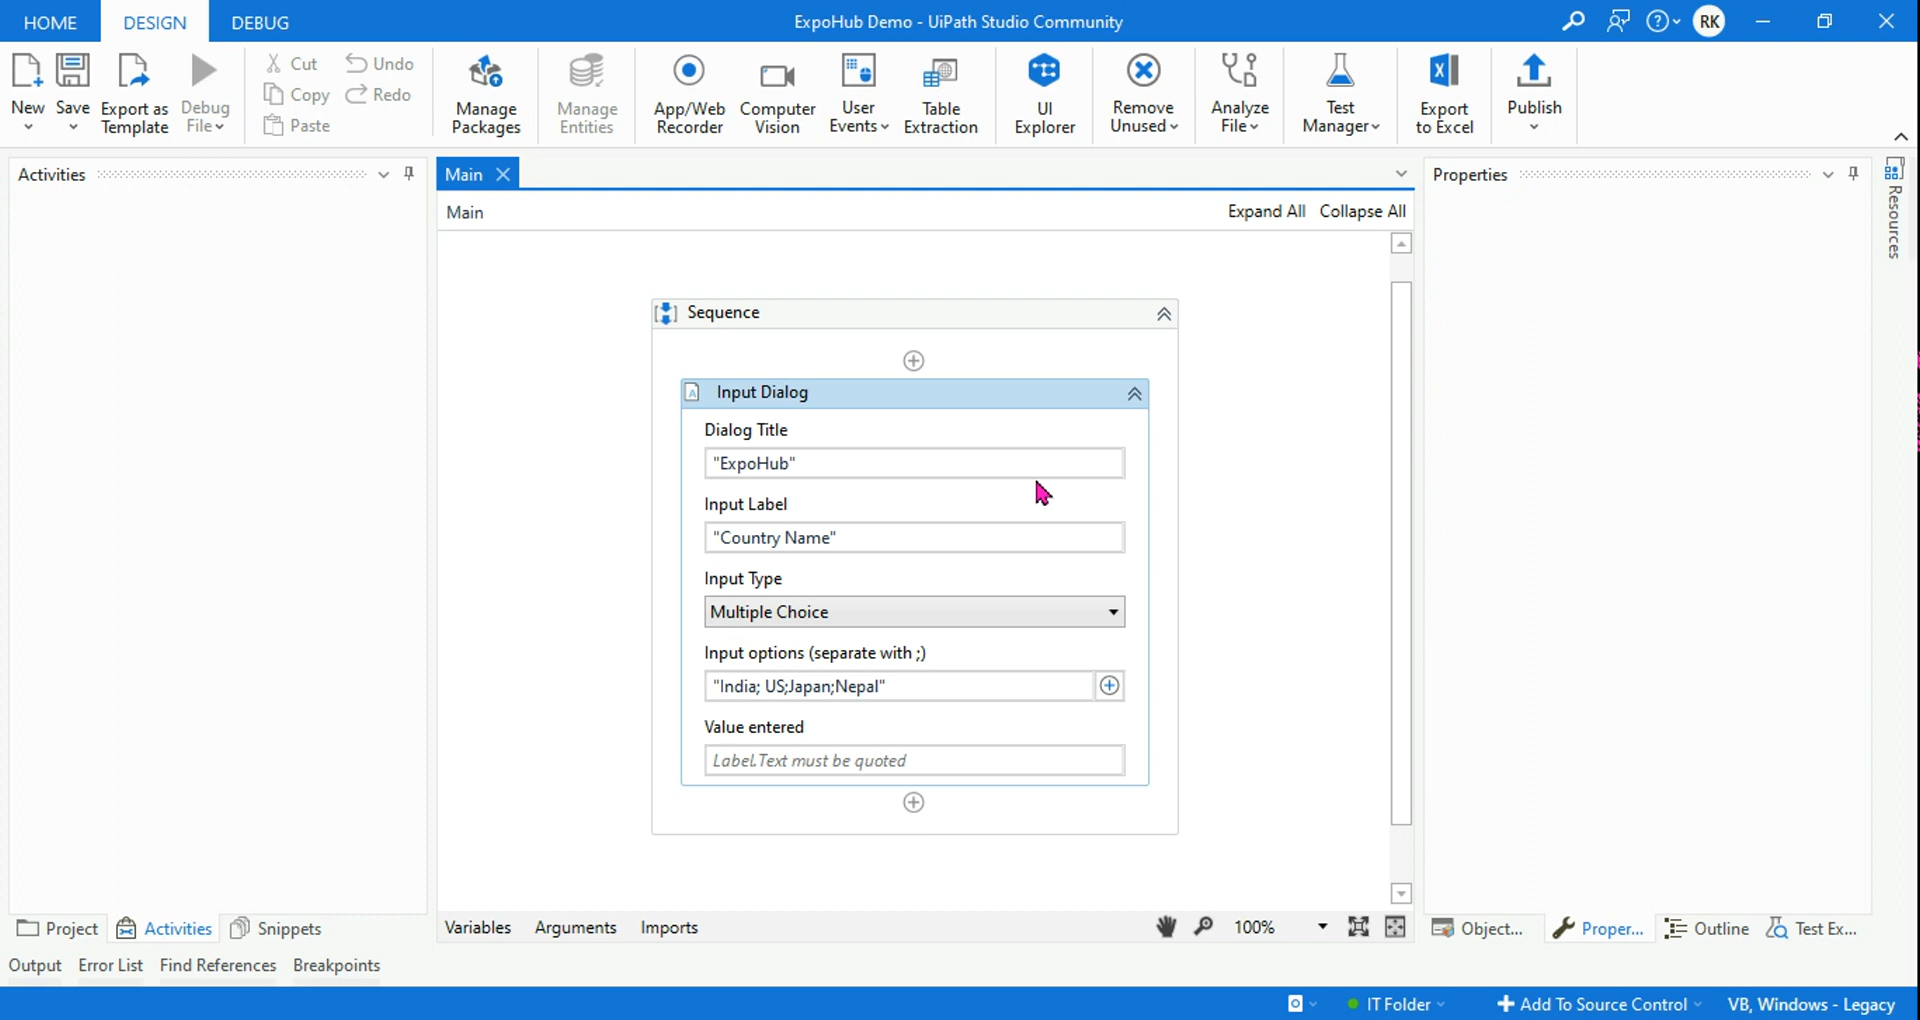 HOME DESIGN DEBUG ExpoHub Demo - UiPath Studio Community RK
New Save Export as Template Debug File
Cut Copy Paste Undo Redo
Manage Packages
Manage Entities
App/Web Recorder
Computer Vision
User Events
Table Extraction
UI Explorer
Remove Unused
Analyze File
Test Manager
Export to Excel
Publish
Activities
Main
Properties
Resources
Main Expand All Collapse All
Sequence
Input Dialog
Dialog Title
"ExpoHub"
Input Label
"Country Name"
Input Type
Multiple Choice
Input options (separate with ;)
"India; US;Japan;Nepal"
Value entered
Label.Text must be quoted
Project Activities Snippets
Variables Arguments Imports 100%
Object... Proper... Outline Test Ex...
Output Error List Find References Breakpoints
IT Folder Add To Source Control VB, Windows - Legacy